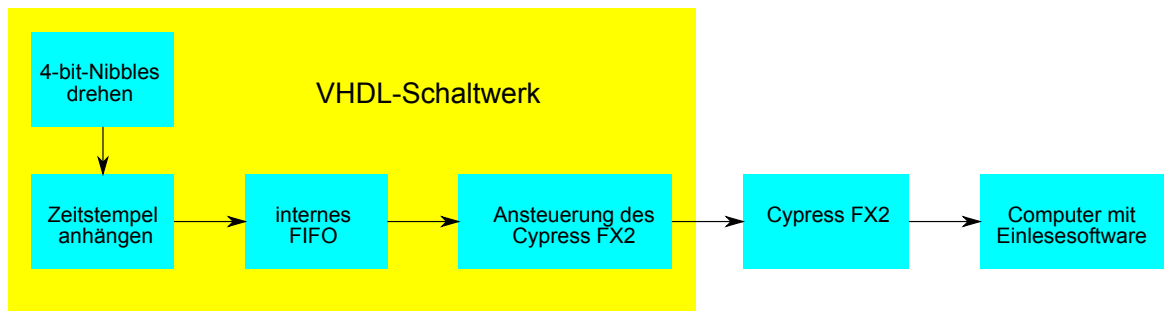 4-bit-Nibbles
drehen
VHDL-Schaltwerk
Zeitstempel
anhängen
internes
FIFO
Ansteuerung des
Cypress FX2
Cypress FX2
Computer mit
Einlesesoftware